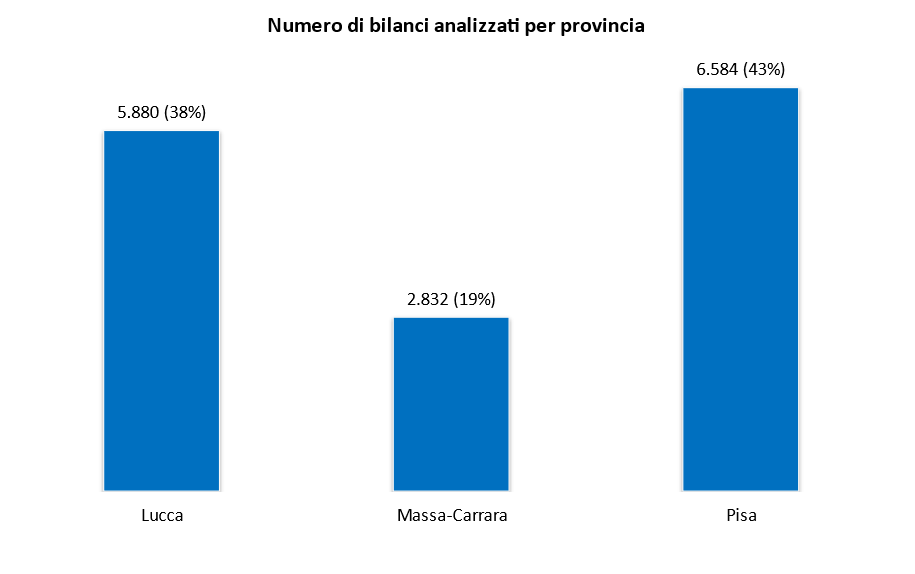 Numero di bilanci analizzati per provincia
6.584 (43%)
5.880 (38%)
2.832 (19%)
Lucca
Massa-Carrara
Pisa